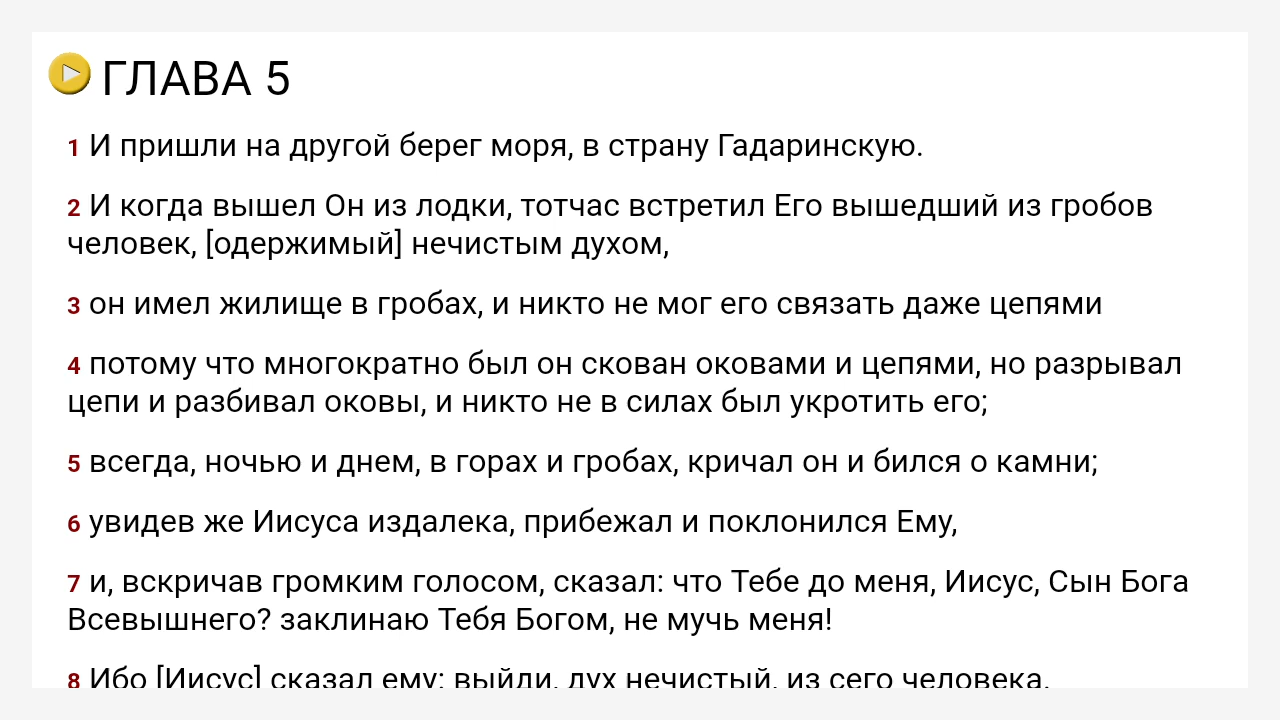 ГЛАВА 5
1 И пришли на другой берег моря, в страну Гадаринскую.
2 И когда вышел Он из лодки, тотчас встретил Его вышедший из гробов
человек, [одержимый] нечистым духом,
3 он имел жилище в гробах, и никто не мог его связать даже цепями
4 потому что многократно был он скован оковами и цепями, но разрывал
цепи и разбивал оковы, и никто не в силах был укротить его;
5 всегда, ночью и днем, в горах и гробах, кричал он и бился о камни;
6 увидев же Иисуса издалека, прибежал и поклонился Ему,
7 и, вскричав громким голосом, сказал: что Тебе до меня, Иисус, Сын Бога
Всевышнего? заклинаю Тебя Богом, не мучь меня!
8 Ибо [Иисус] сказал ему: выйди, дух нечистый, из сего человека.